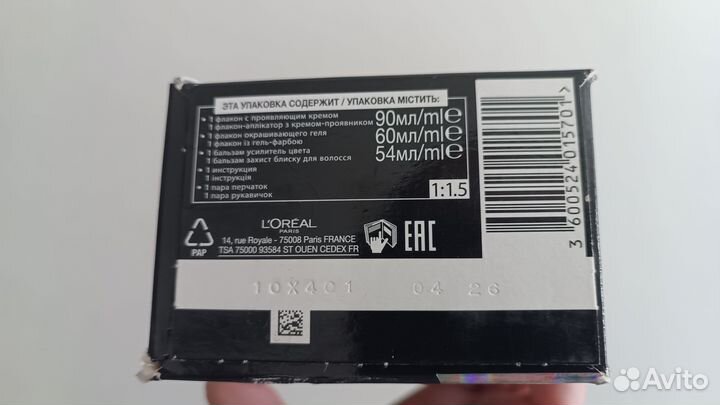 ЭТА УПАКОВКА СОДЕРЖИТ / УПАКОВКА МІСТИТЬ:
1 флакон с проявляющим кремом
1 флакон-аплікатор з кремом-проявником 90мл/ml℮
1 флакон окрашивающего геля
1 флакон із гель-фарбою 60мл/ml℮
1 бальзам усилитель цвета
1 бальзам захист блиску для волосся 54мл/ml℮
1 инструкция
1 інструкція
1 пара перчаток
1 пара рукавичок
1:1.5
L'ORÉAL
PARIS
14, rue Royale - 75008 Paris FRANCE
TSA 75000 93584 ST OUEN CEDEX FR
PAP
EAC
3 600524 015701 >
10X401 04 26
Avito